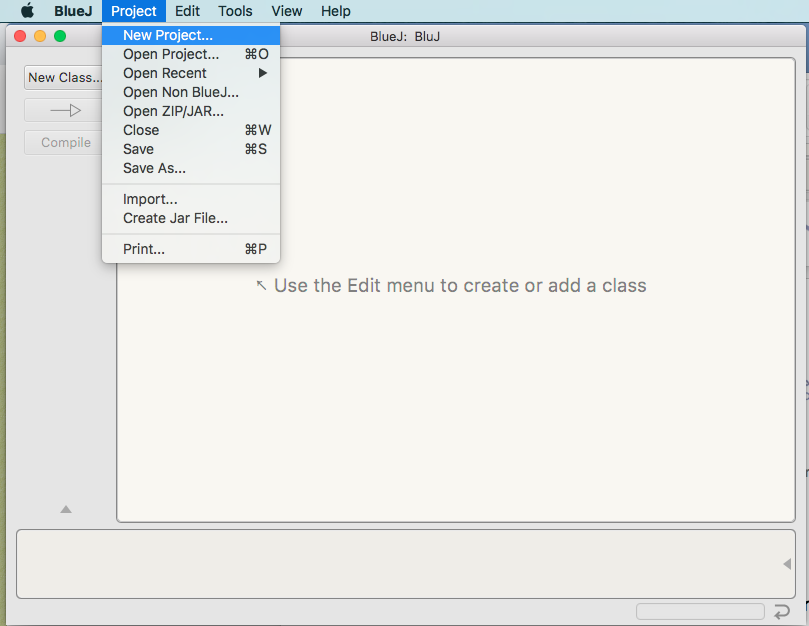 BlueJ Project Edit Tools View Help
BlueJ: BluJ
New Project...
Open Project... ⌘O
Open Recent ▶
Open Non BlueJ...
Open ZIP/JAR...
Close ⌘W
Save ⌘S
Save As...
Import...
Create Jar File...
Print... ⌘P
New Class...
Compile
Use the Edit menu to create or add a class